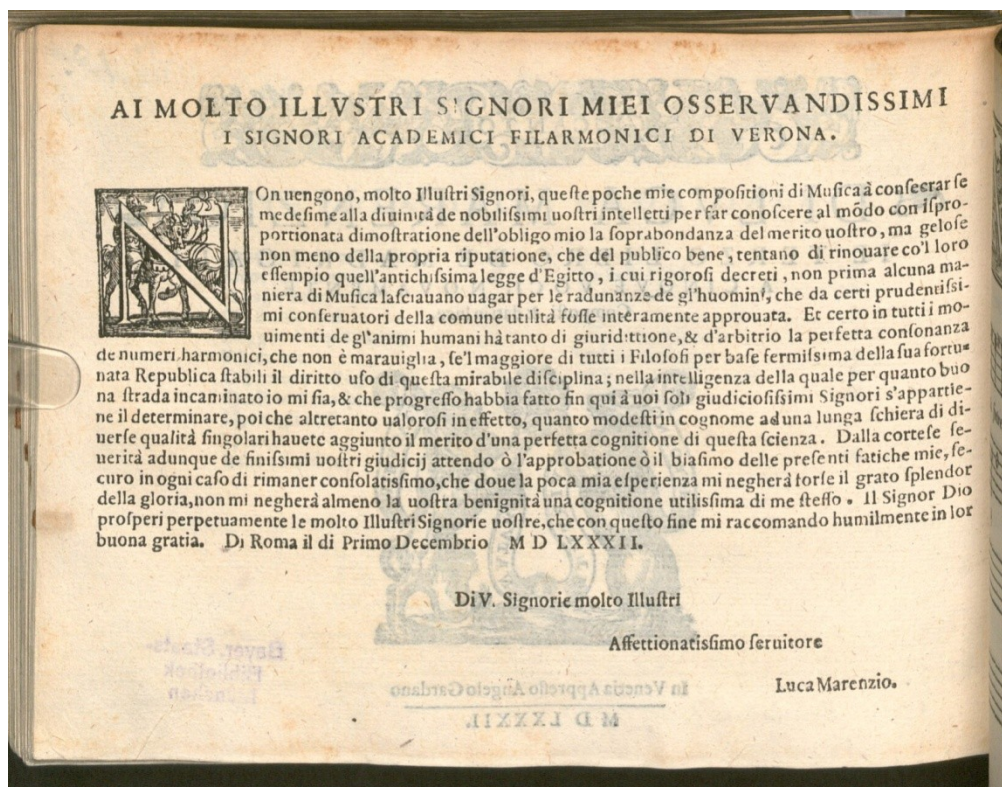 AI MOLTO ILLVSTRI SIGNORI MIEI OSSERVANDISSIMI
I SIGNORI ACADEMICI FILARMONICI DI VERONA.
NOn uengono, molto Illuſtri Signori, queſte poche mie compoſitioni di Muſica à conſecrar ſe
medeſime alla diuinità de nobiliſsimi uoſtri intelletti per far conoſcere al mõdo con iſpro-
portionata dimoſtratione dell'obligo mio la ſoprabondanza del merito uoſtro, ma geloſe
non meno della propria riputatione, che del publico bene, tentano di rinouare co'l loro
eſſempio quell'antichiſsima legge d'Egitto, i cui rigoroſi decreti, non prima alcuna ma-
niera di Muſica laſciauano uagar per le radunanze de gl'huomini, che da certi prudentiſsi-
mi conſeruatori della comune utilità foſſe interamente approuata. Et certo in tutti i mo-
uimenti de gl'animi humani hà tanto di giuridittione, & d'arbitrio la perfetta conſonanza
de numeri harmonici, che non è marauiglia, ſe'l maggiore di tutti i Filoſofi per baſe fermiſsima della ſua fortu-
nata Republica ſtabilì il diritto uſo di queſta mirabile diſciplina; nella intelligenza della quale per quanto buo
na ſtrada incaminato io mi ſia, & che progreſſo habbia fatto fin qui à uoi ſoli giudicioſiſsimi Signori s'appartie-
ne il determinare, poi che altretanto ualoroſi in effetto, quanto modeſti in cognome ad una lunga ſchiera di di-
uerſe qualità ſingolari hauete aggiunto il merito d'una perfetta cognitione di queſta ſcienza. Dalla corteſe ſe-
uerità adunque de finiſsimi uoſtri giudicij attendo ò l'approbatione ò il biaſimo delle preſenti fatiche mie, ſe-
curo in ogni caſo di rimaner conſolatiſsimo, che doue la poca mia eſperienza mi negherà forſe il grato ſplendor
della gloria, non mi negherà almeno la uoſtra benignità una cognitione utiliſsima di me ſteſſo. Il Signor Dio
proſperi perpetuamente le molto Illuſtri Signorie uoſtre, che con queſto fine mi raccomando humilmente in lor
buona gratia. Di Roma il di Primo Decembrio M D LXXXII.
Di V. Signorie molto Illuſtri
Affettionatiſsimo ſeruitore
Luca Marenzio.
Bayer. Staats-
Bibliothek
München
In Venetia Appreſſo Angelo Gardano
M D LXXXII.